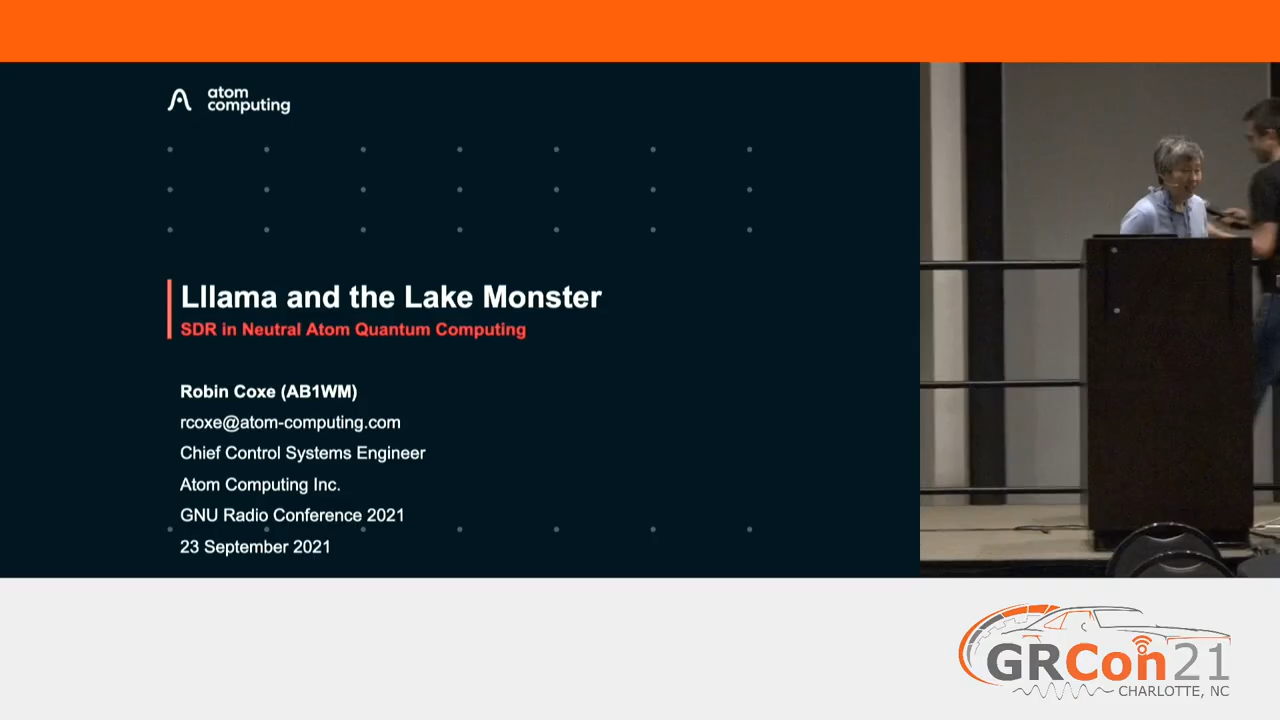 atom
computing
Lllama and the Lake Monster
SDR in Neutral Atom Quantum Computing
Robin Coxe (AB1WM)
rcoxe@atom-computing.com
Chief Control Systems Engineer
Atom Computing Inc.
GNU Radio Conference 2021
23 September 2021
GRCon21
CHARLOTTE, NC